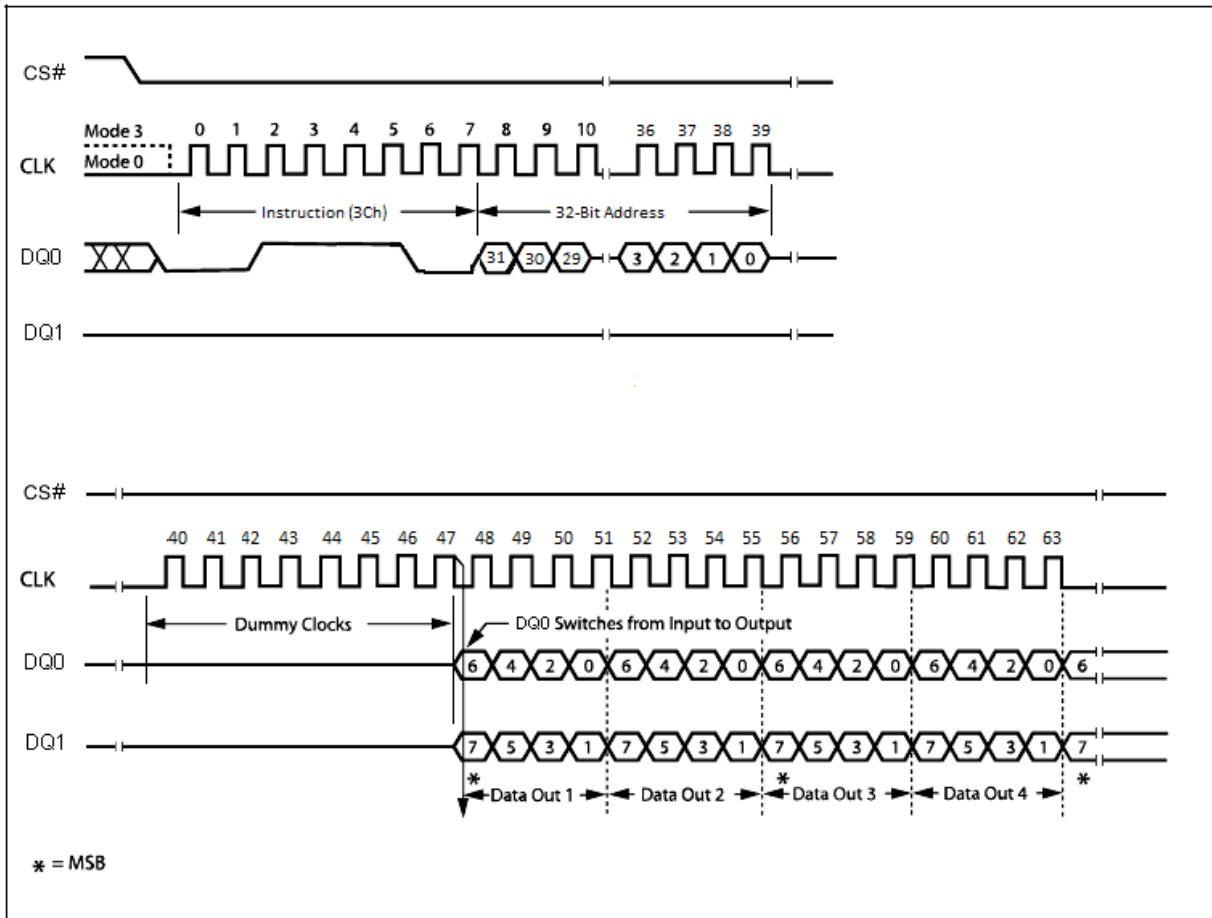 CS#
Mode 3 0 1 2 3 4 5 6 7 8 9 10 36 37 38 39
CLK Mode 0
Instruction (3Ch) 32-Bit Address
DQ0 31 30 29 3 2 1 0
DQ1
CS#
40 41 42 43 44 45 46 47 48 49 50 51 52 53 54 55 56 57 58 59 60 61 62 63
CLK
Dummy Clocks DQ0 Switches from Input to Output
DQ0 6 4 2 0 6 4 2 0 6 4 2 0 6 4 2 0 6
DQ1 7 5 3 1 7 5 3 1 7 5 3 1 7 5 3 1 7
* * *
Data Out 1 Data Out 2 Data Out 3 Data Out 4
* = MSB